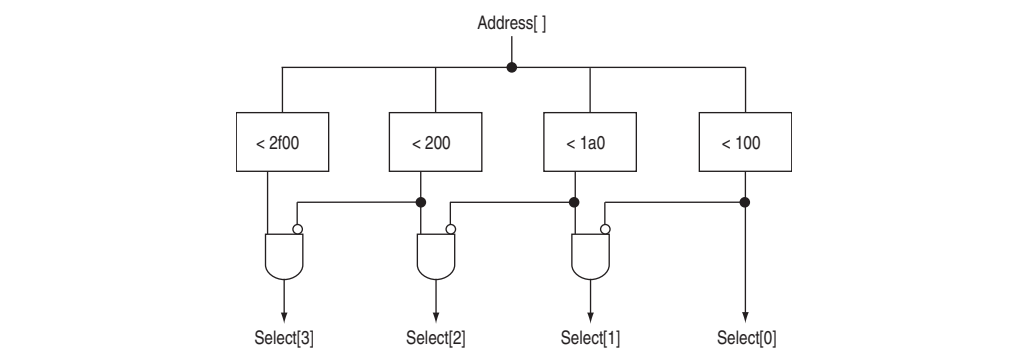 Address[ ]
< 2f00
< 200
< 1a0
< 100
Select[3]
Select[2]
Select[1]
Select[0]